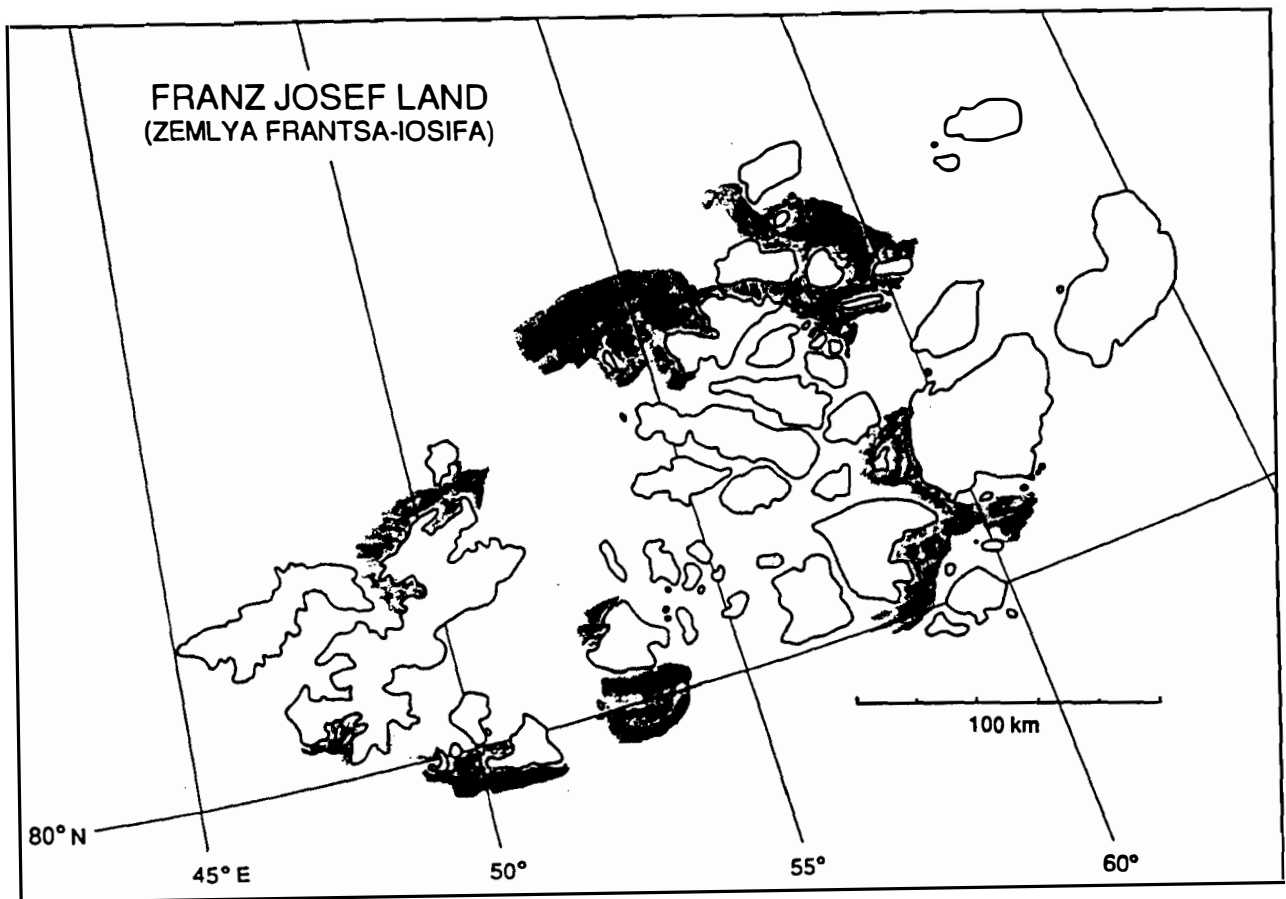 FRANZ JOSEF LAND
(ZEMLYA FRANTSA-IOSIFA)
100 km
80° N
45° E
50°
55°
60°